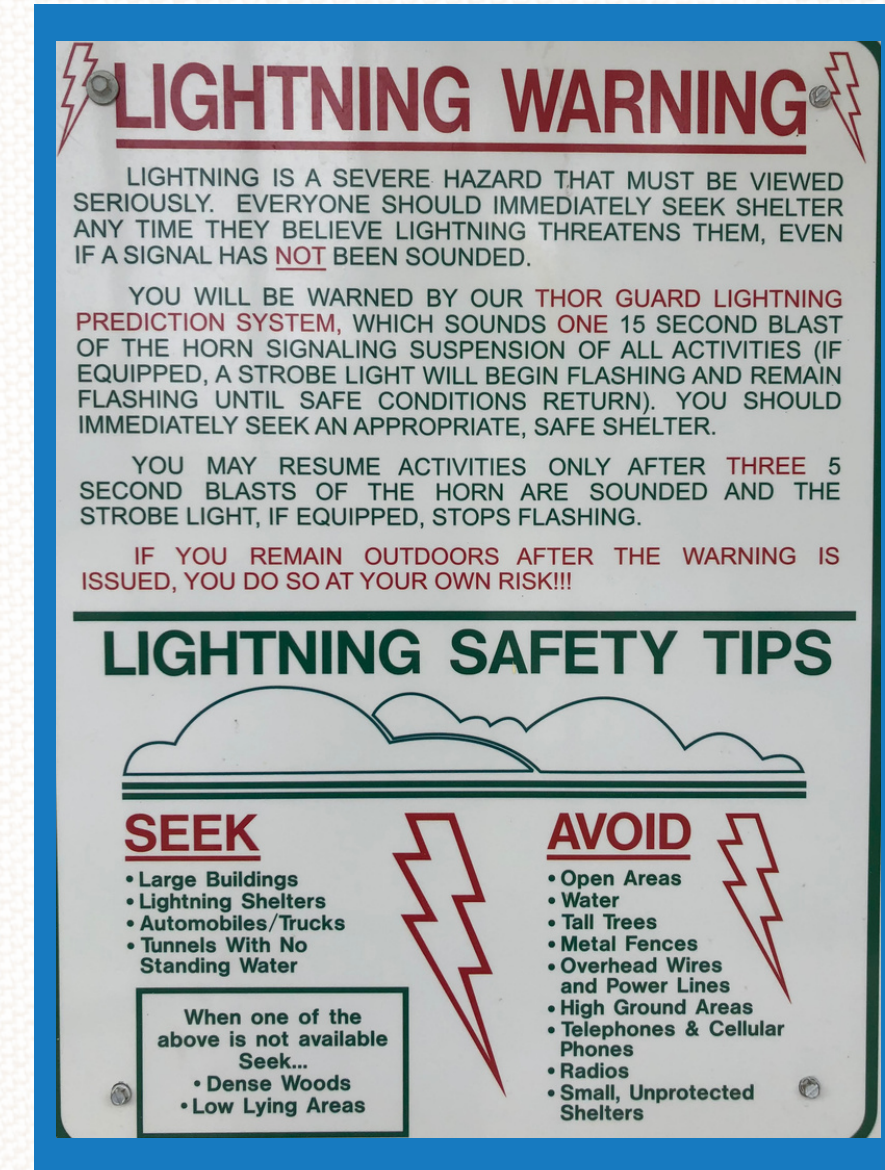 LIGHTNING WARNING
LIGHTNING IS A SEVERE HAZARD THAT MUST BE VIEWED
SERIOUSLY. EVERYONE SHOULD IMMEDIATELY SEEK SHELTER
ANY TIME THEY BELIEVE LIGHTNING THREATENS THEM, EVEN
IF A SIGNAL HAS NOT BEEN SOUNDED.
YOU WILL BE WARNED BY OUR THOR GUARD LIGHTNING
PREDICTION SYSTEM, WHICH SOUNDS ONE 15 SECOND BLAST
OF THE HORN SIGNALING SUSPENSION OF ALL ACTIVITIES (IF
EQUIPPED, A STROBE LIGHT WILL BEGIN FLASHING AND REMAIN
FLASHING UNTIL SAFE CONDITIONS RETURN). YOU SHOULD
IMMEDIATELY SEEK AN APPROPRIATE, SAFE SHELTER.
YOU MAY RESUME ACTIVITIES ONLY AFTER THREE 5
SECOND BLASTS OF THE HORN ARE SOUNDED AND THE
STROBE LIGHT, IF EQUIPPED, STOPS FLASHING.
IF YOU REMAIN OUTDOORS AFTER THE WARNING IS
ISSUED, YOU DO SO AT YOUR OWN RISK!!!
LIGHTNING SAFETY TIPS
SEEK
• Large Buildings
• Lightning Shelters
• Automobiles/Trucks
• Tunnels With No
Standing Water
When one of the
above is not available
Seek...
• Dense Woods
• Low Lying Areas
AVOID
• Open Areas
• Water
• Tall Trees
• Metal Fences
• Overhead Wires
and Power Lines
• High Ground Areas
• Telephones & Cellular
Phones
• Radios
• Small, Unprotected
Shelters